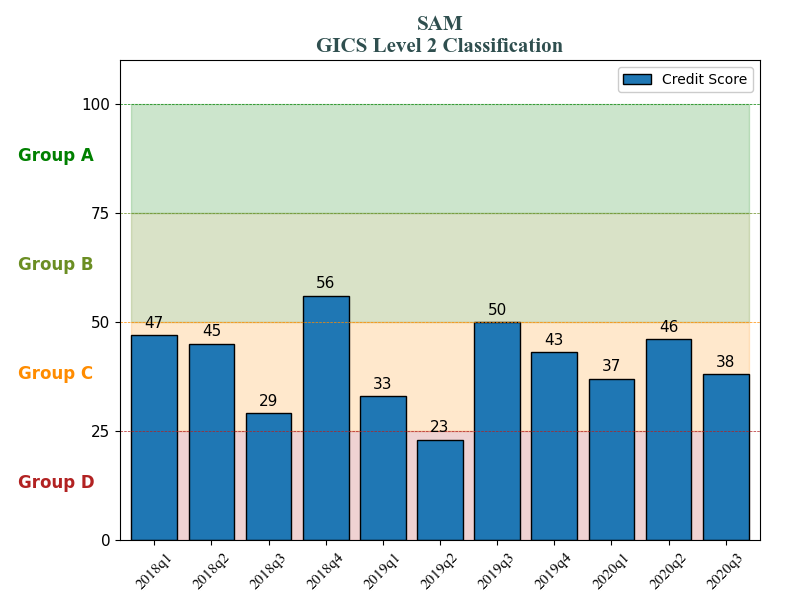 SAM
GICS Level 2 Classification
Credit Score
100
Group A
75
Group B
56
50
50
47
45
46
43
Group C
37
38
33
29
25
23
Group D
0
2018q1 2018q2 2018q3 2018q4 2019q1 2019q2 2019q3 2019q4 2020q1 2020q2 2020q3